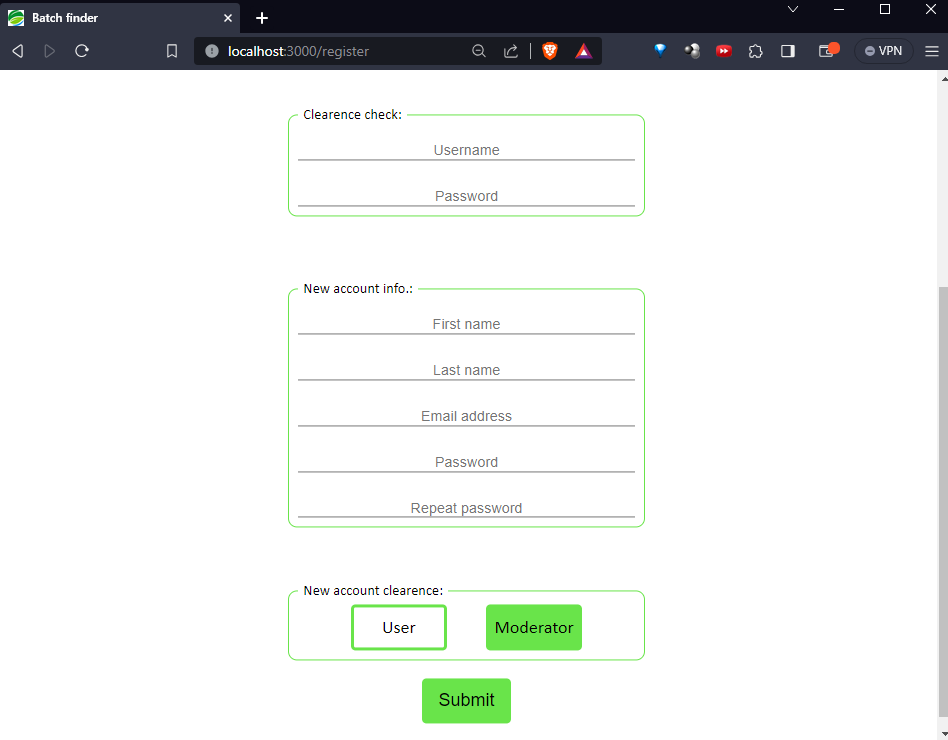 Batch finder
localhost:3000/register
VPN
Clearence check:
Username
Password
New account info.:
First name
Last name
Email address
Password
Repeat password
New account clearence:
User Moderator
Submit